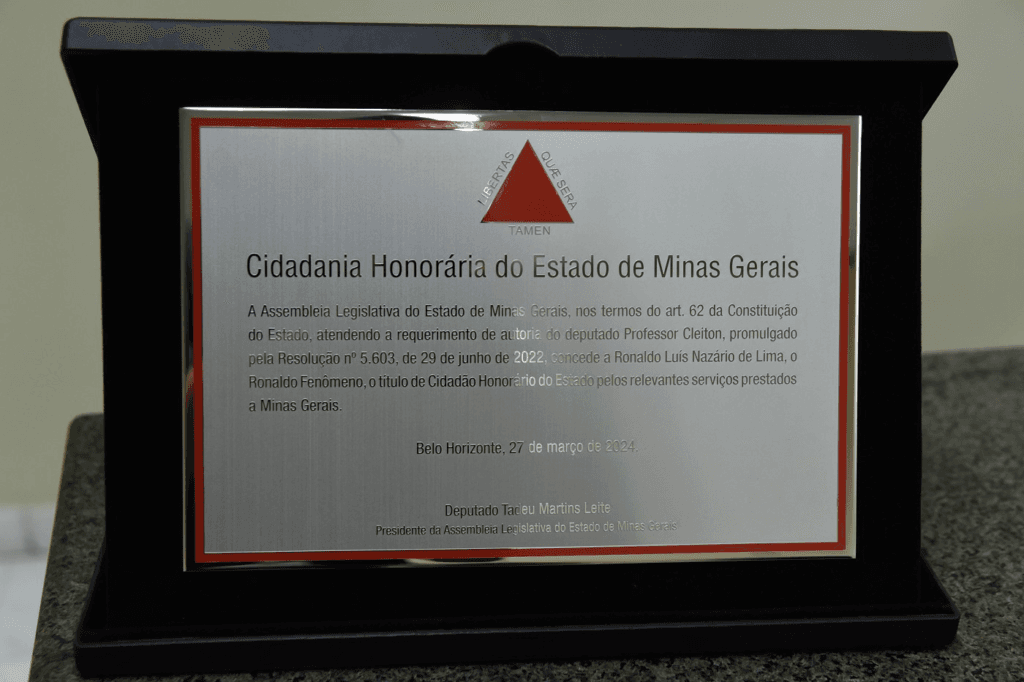 LIBERTAS QUÆ SERA
TAMEN
Cidadania Honorária do Estado de Minas Gerais
A Assembleia Legislativa do Estado de Minas Gerais, nos termos do art. 62 da Constituição
do Estado, atendendo a requerimento de autoria do deputado Professor Cleiton, promulgado
pela Resolução nº 5.603, de 29 de junho de 2022, concede a Ronaldo Luís Nazário de Lima, o
Ronaldo Fenômeno, o título de Cidadão Honorário do Estado pelos relevantes serviços prestados
a Minas Gerais.
Belo Horizonte, 27 de março de 2024
Deputado Tadeu Martins Leite
Presidente da Assembleia Legislativa do Estado de Minas Gerais